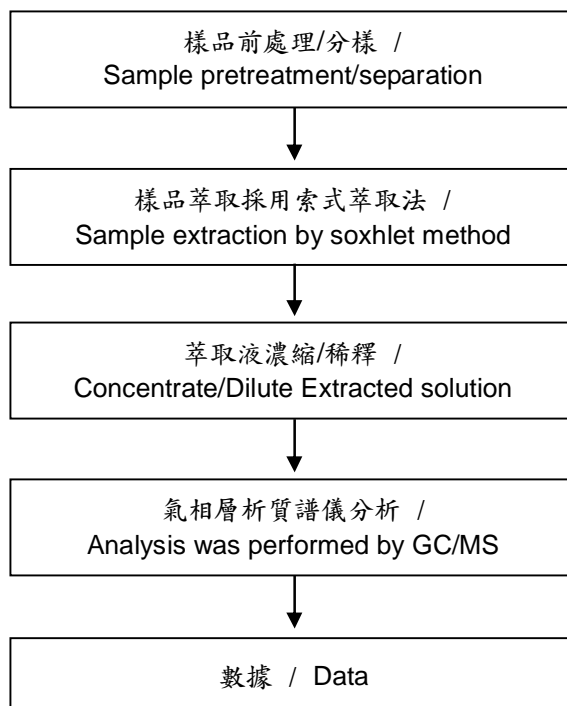 樣品前處理/分樣 /
Sample pretreatment/separation
樣品萃取採用索式萃取法 /
Sample extraction by soxhlet method
萃取液濃縮/稀釋 /
Concentrate/Dilute Extracted solution
氣相層析質譜儀分析 /
Analysis was performed by GC/MS
數據 / Data